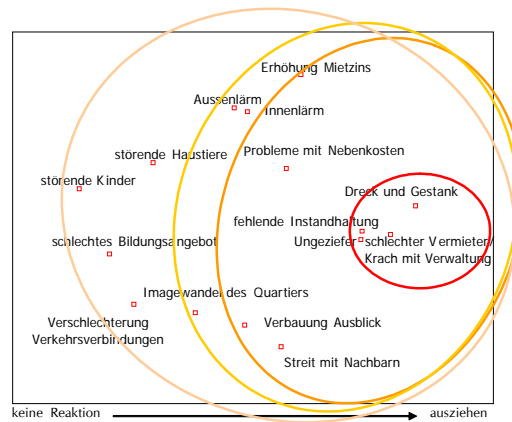 Erhöhung Mietzins
Aussenlärm
Innenlärm
Probleme mit Nebenkosten
störende Haustiere
störende Kinder
Dreck und Gestank
fehlende Instandhaltung
schlechtes Bildungsangebot
Ungeziefer
schlechter Vermieter/
Krach mit Verwaltung
Imagewandel des Quartiers
Verschlechterung
Verkehrsverbindungen
Verbauung Ausblick
Streit mit Nachbarn
keine Reaktion
ausziehen